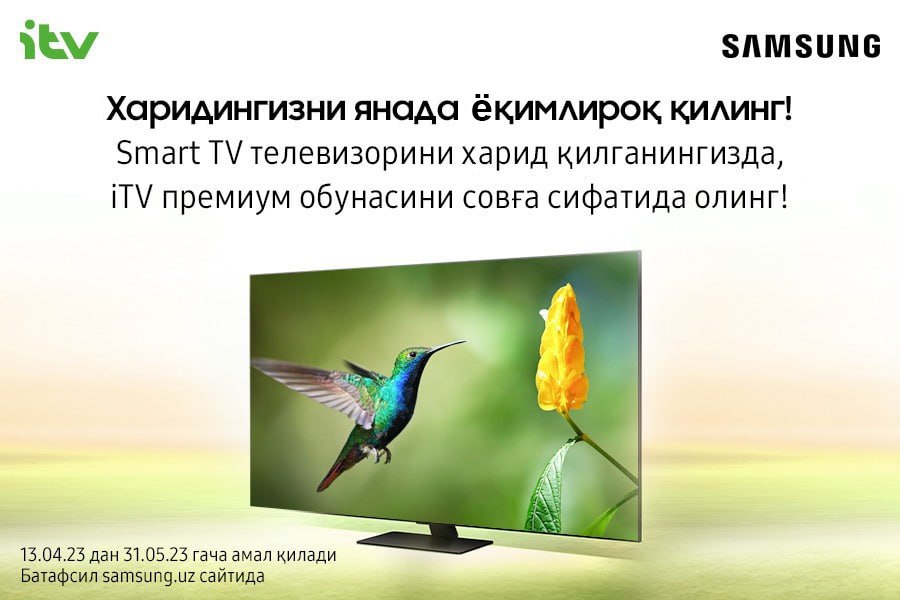 itv
SAMSUNG
Харидингизни янада ёқимлироқ қилинг!
Smart TV телевизорини харид қилганингизда,
iTV премиум обунасини совға сифатида олинг!
13.04.23 дан 31.05.23 гача амал қилади
Батафсил samsung.uz сайтида